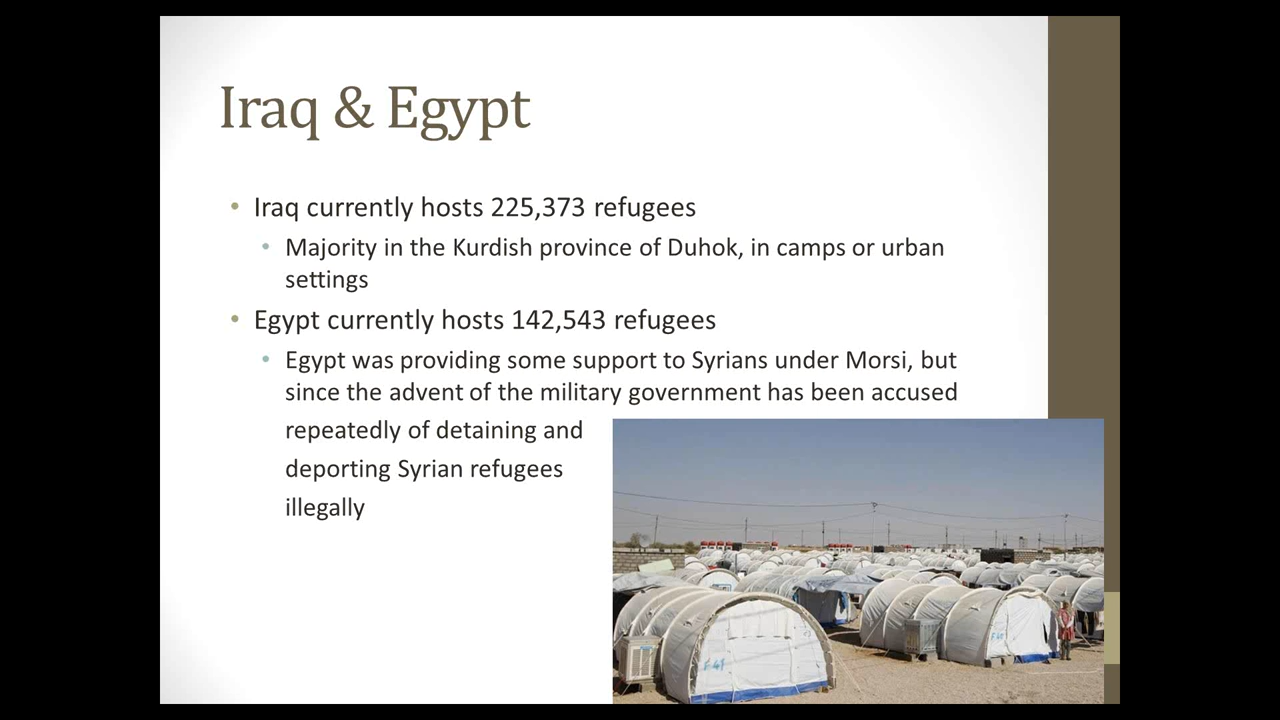 Iraq & Egypt
• Iraq currently hosts 225,373 refugees
• Majority in the Kurdish province of Duhok, in camps or urban
settings
• Egypt currently hosts 142,543 refugees
• Egypt was providing some support to Syrians under Morsi, but
since the advent of the military government has been accused
repeatedly of detaining and
deporting Syrian refugees
illegally